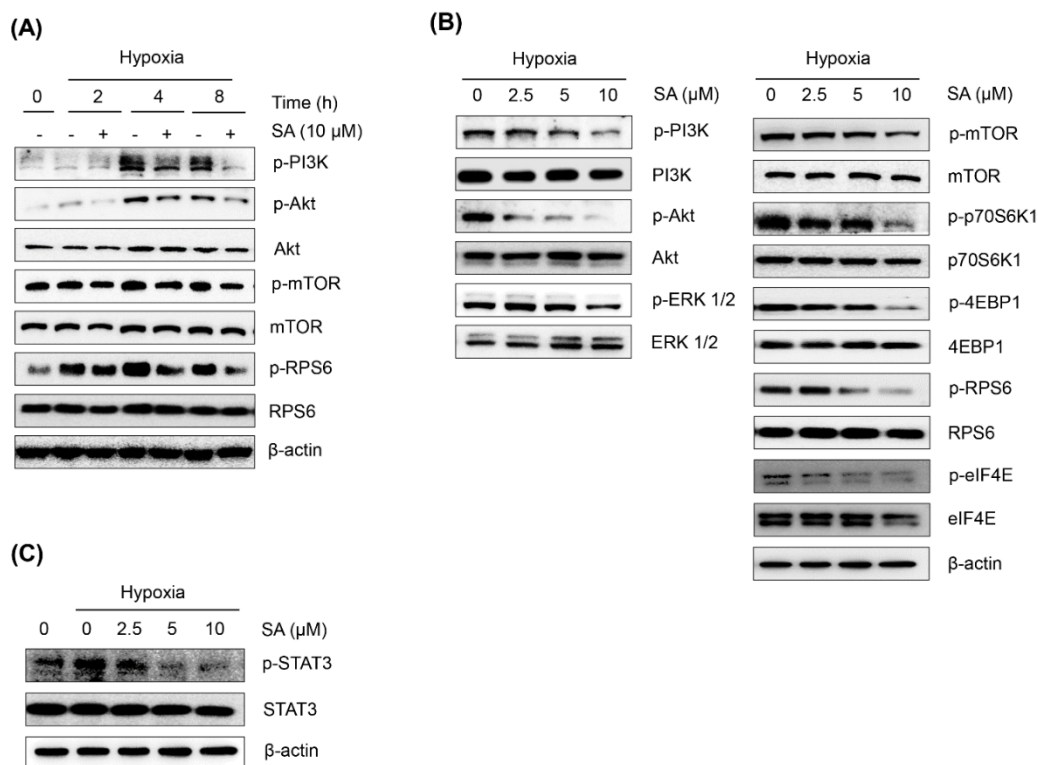 (A)
Hypoxia
0 2 4 8 Time (h)
- - + - + - + SA (10 μM)
p-PI3K
p-Akt
Akt
p-mTOR
mTOR
p-RPS6
RPS6
β-actin
(B)
Hypoxia
0 2.5 5 10 SA (μM)
p-PI3K
PI3K
p-Akt
Akt
p-ERK 1/2
ERK 1/2
Hypoxia
0 2.5 5 10 SA (μM)
p-mTOR
mTOR
p-p70S6K1
p70S6K1
p-4EBP1
4EBP1
p-RPS6
RPS6
p-eIF4E
eIF4E
β-actin
(C)
Hypoxia
0 0 2.5 5 10 SA (μM)
p-STAT3
STAT3
β-actin